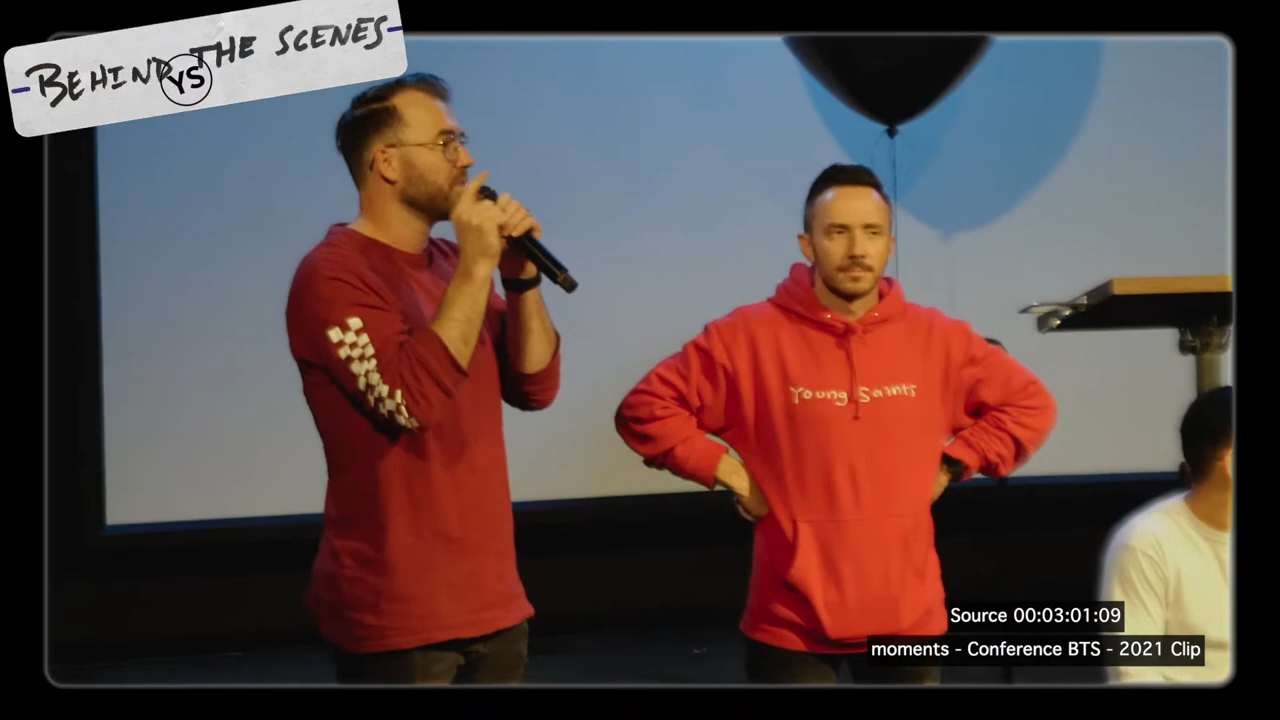 -BEHIND THE SCENES-
YS
Young Saints
Source 00:03:01:09
moments - Conference BTS - 2021 Clip